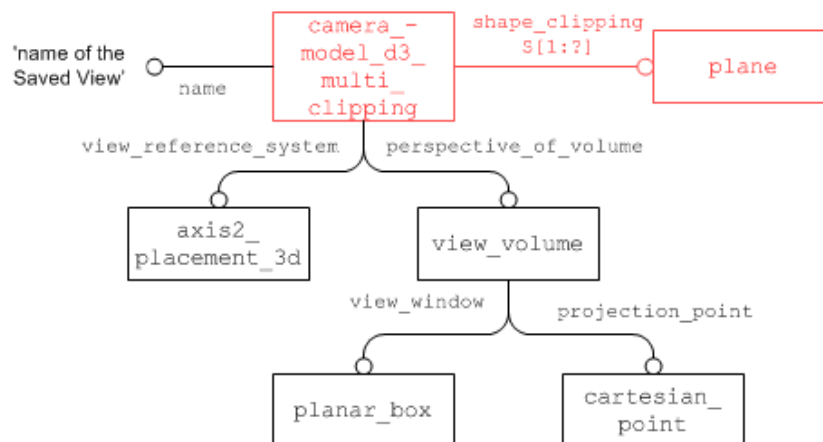 camera_-
model_d3_
multi_
clipping
shape_clipping
S[1:?]
plane
'name of the
Saved View'
name
view_reference_system
perspective_of_volume
axis2_
placement_3d
view_volume
view_window
projection_point
planar_box
cartesian_
point